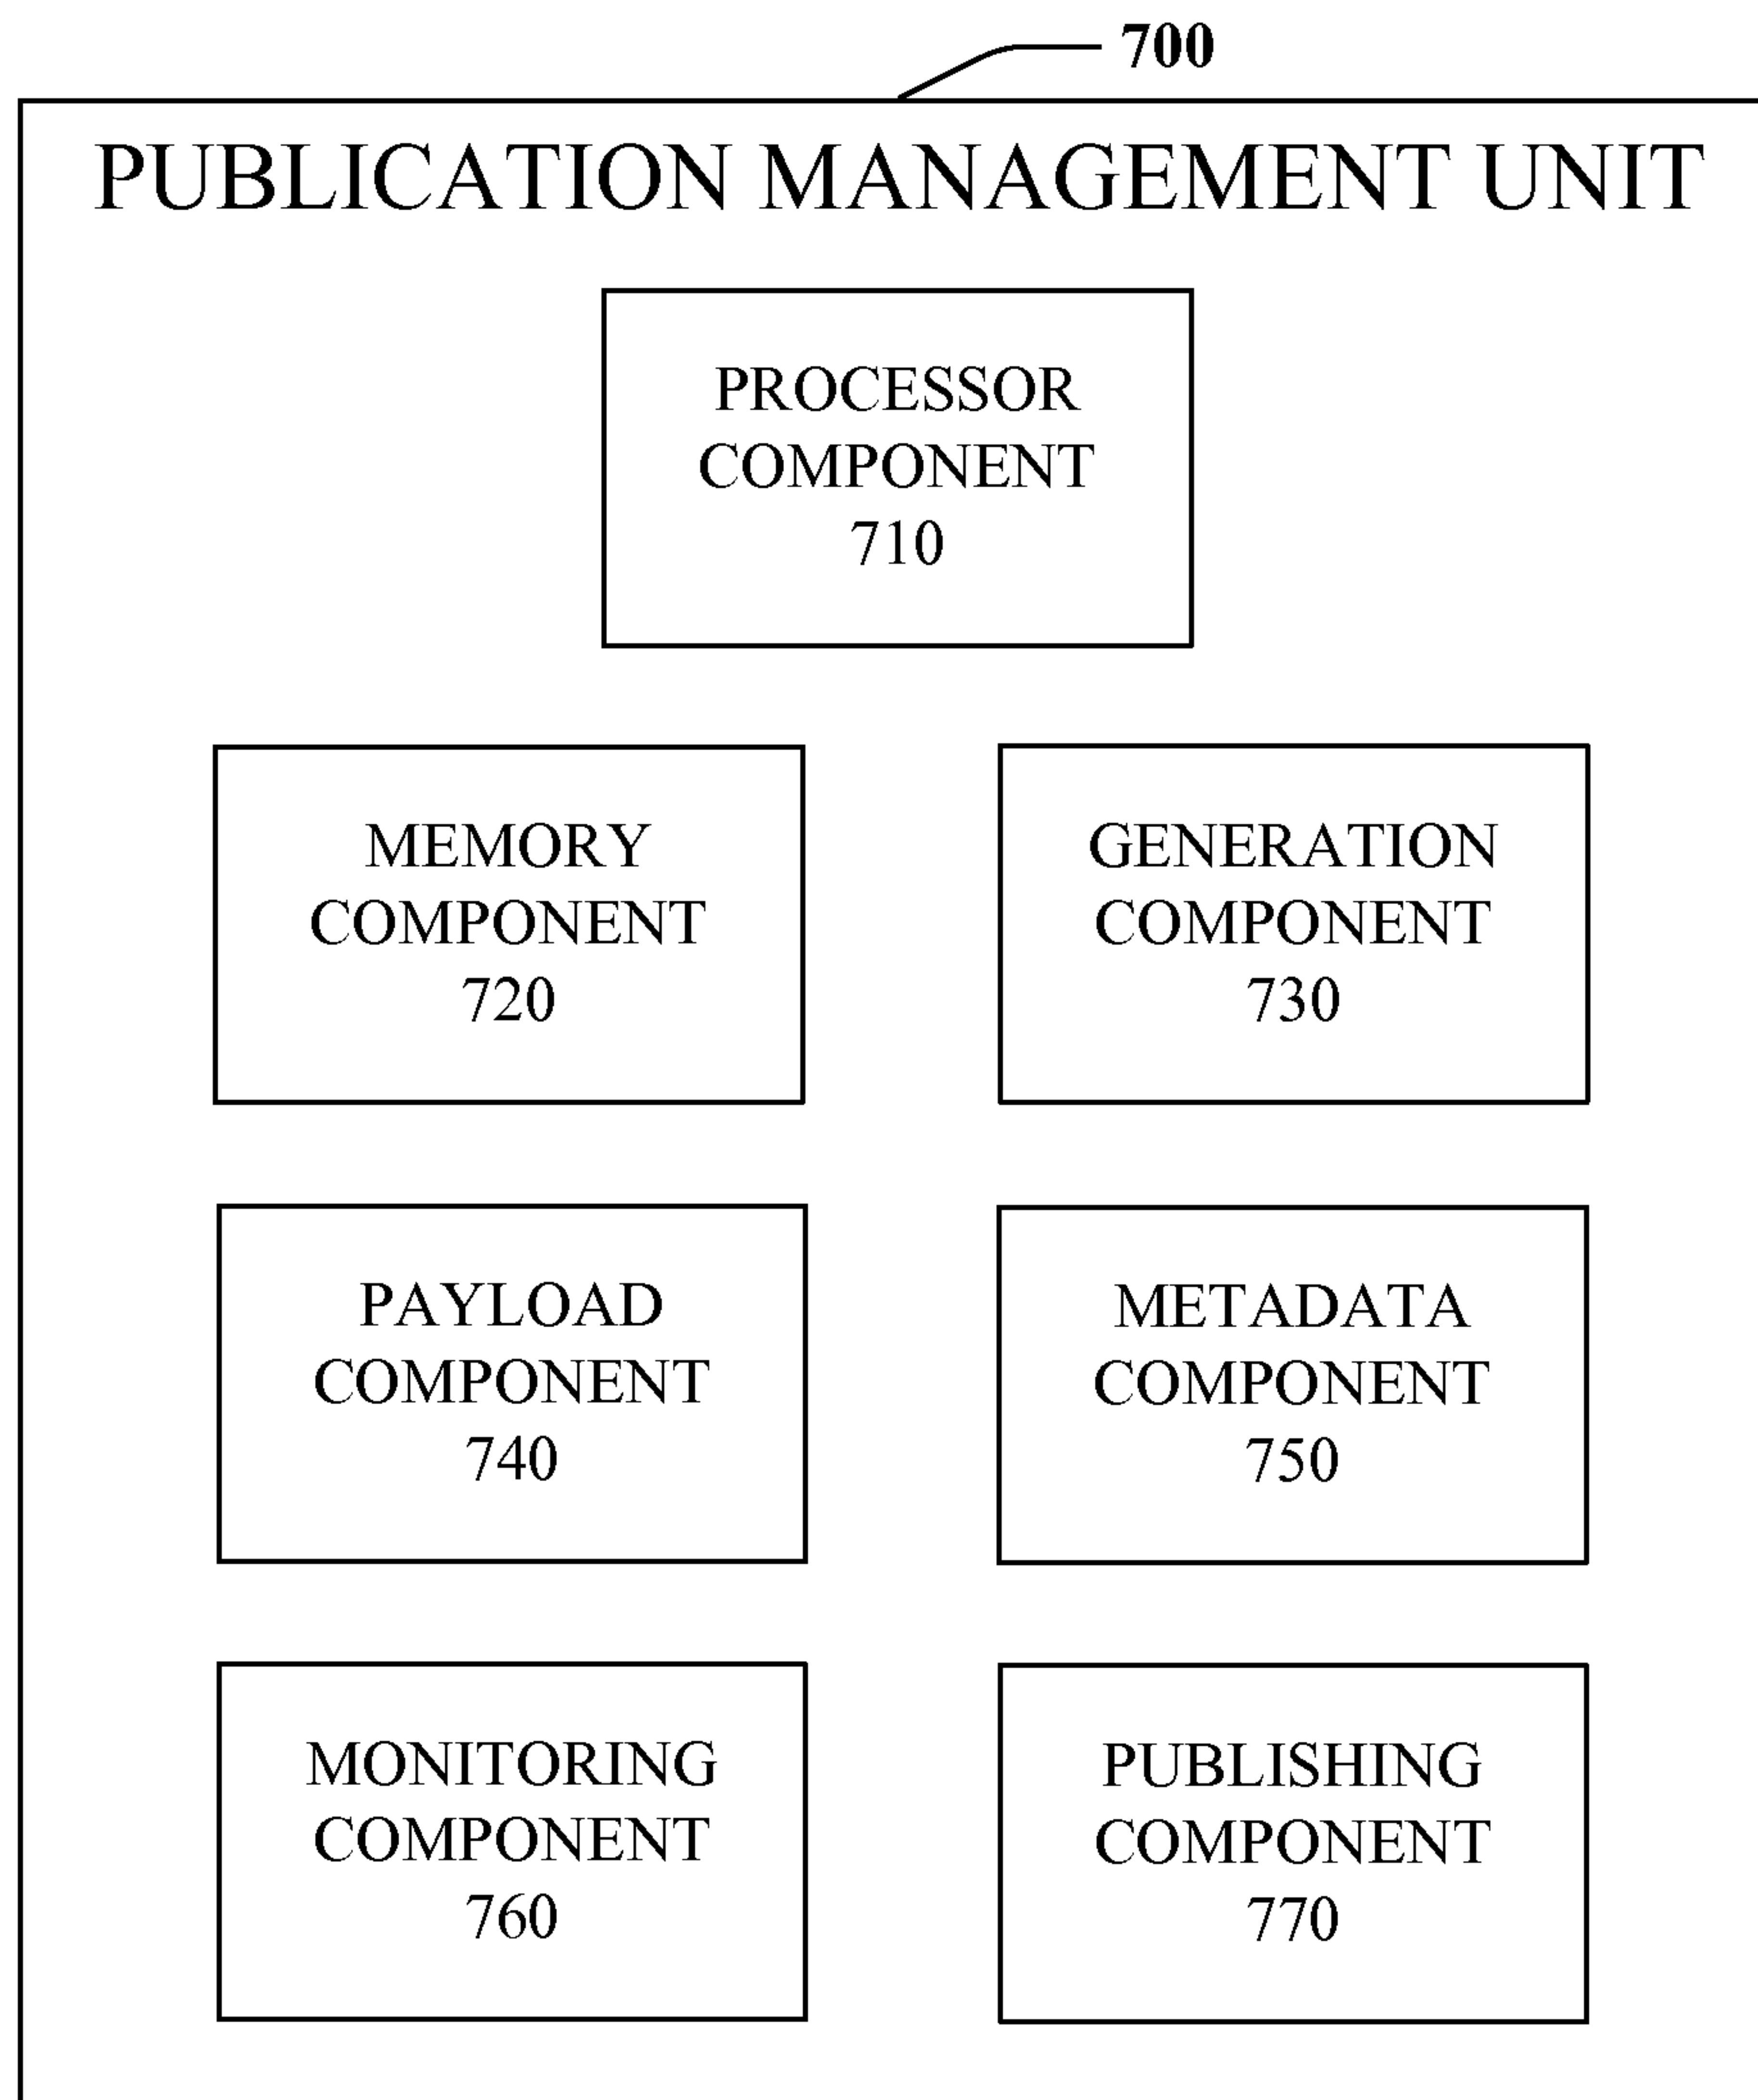 700
PUBLICATION MANAGEMENT UNIT
PROCESSOR
COMPONENT
710
MEMORY
COMPONENT
720
GENERATION
COMPONENT
730
PAYLOAD
COMPONENT
740
METADATA
COMPONENT
750
MONITORING
COMPONENT
760
PUBLISHING
COMPONENT
770